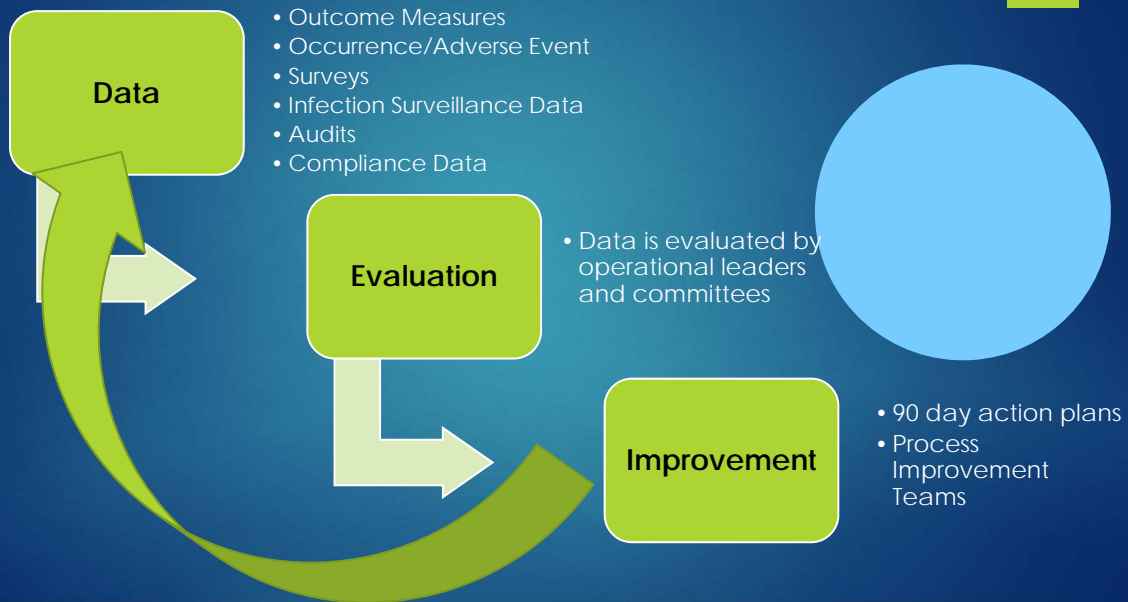 Data
• Outcome Measures
• Occurrence/Adverse Event
• Surveys
• Infection Surveillance Data
• Audits
• Compliance Data
Evaluation
• Data is evaluated by
operational leaders
and committees
Improvement
• 90 day action plans
• Process
Improvement
Teams